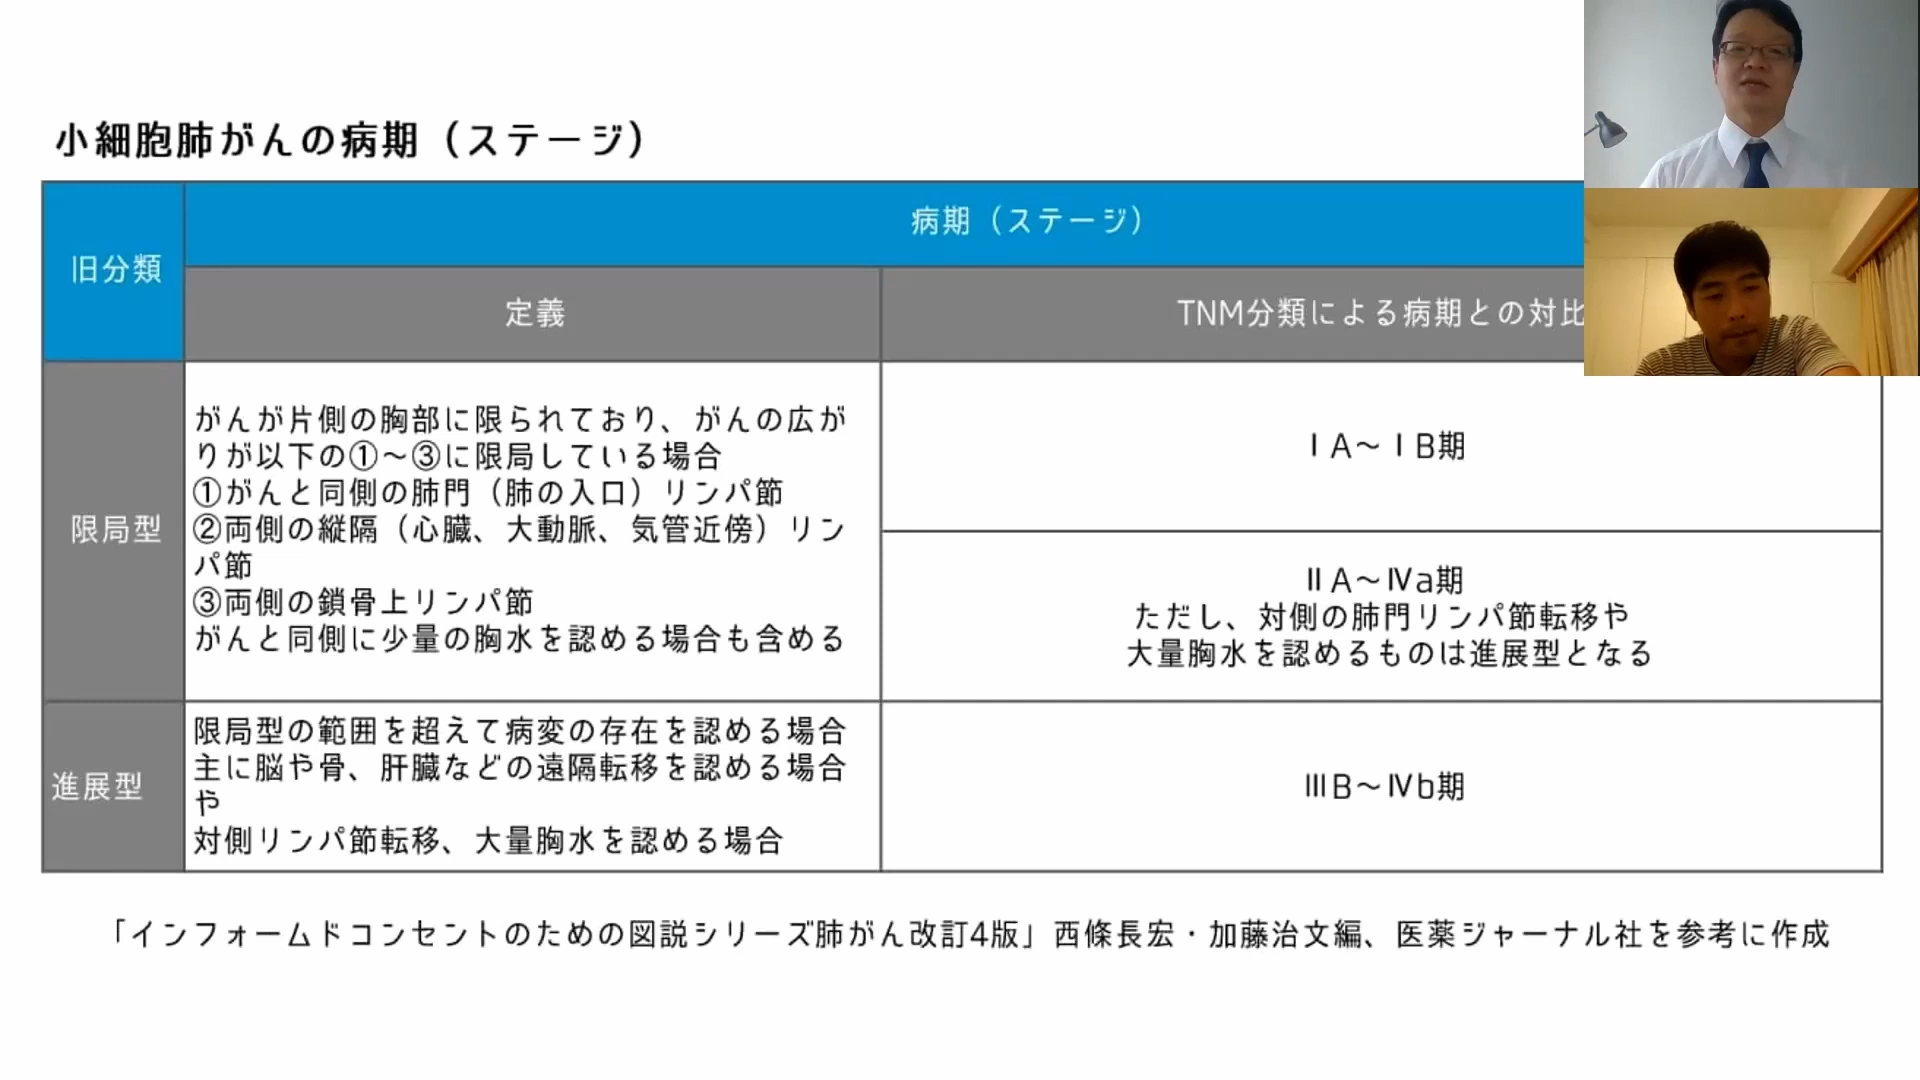 小細胞肺がんの病期（ステージ）
旧分類
病期（ステージ）
定義
TNM分類による病期との対比
限局型
がんが片側の胸部に限られており、がんの広が
りが以下の①～③に限局している場合
①がんと同側の肺門（肺の入口）リンパ節
②両側の縦隔（心臓、大動脈、気管近傍）リン
パ節
③両側の鎖骨上リンパ節
がんと同側に少量の胸水を認める場合も含める
ⅠA～ⅠB期
ⅡA～Ⅳa期
ただし、対側の肺門リンパ節転移や
大量胸水を認めるものは進展型となる
進展型
限局型の範囲を超えて病変の存在を認める場合
主に脳や骨、肝臓などの遠隔転移を認める場合
や
対側リンパ節転移、大量胸水を認める場合
ⅢB～Ⅳb期
「インフォームドコンセントのための図説シリーズ肺がん改訂4版」西條長宏・加藤治文編、医薬ジャーナル社を参考に作成